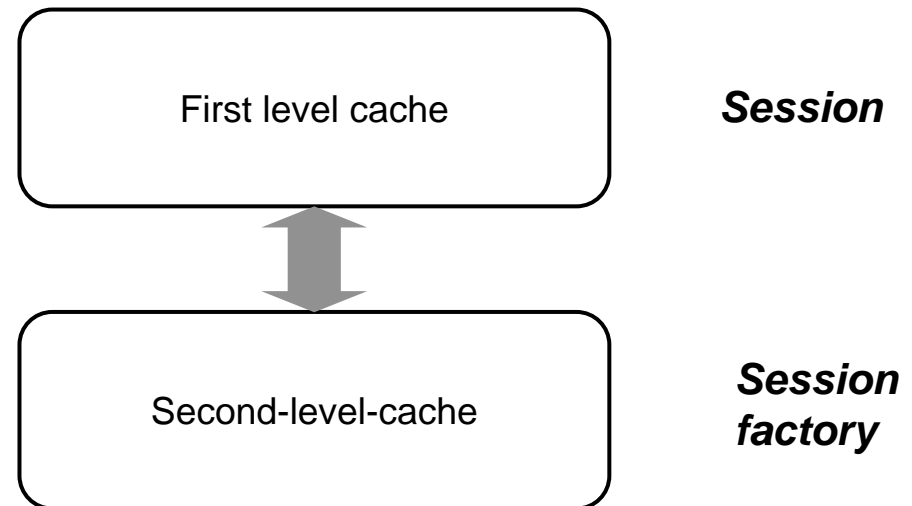 First level cache
Session
Second-level-cache
Session
factory